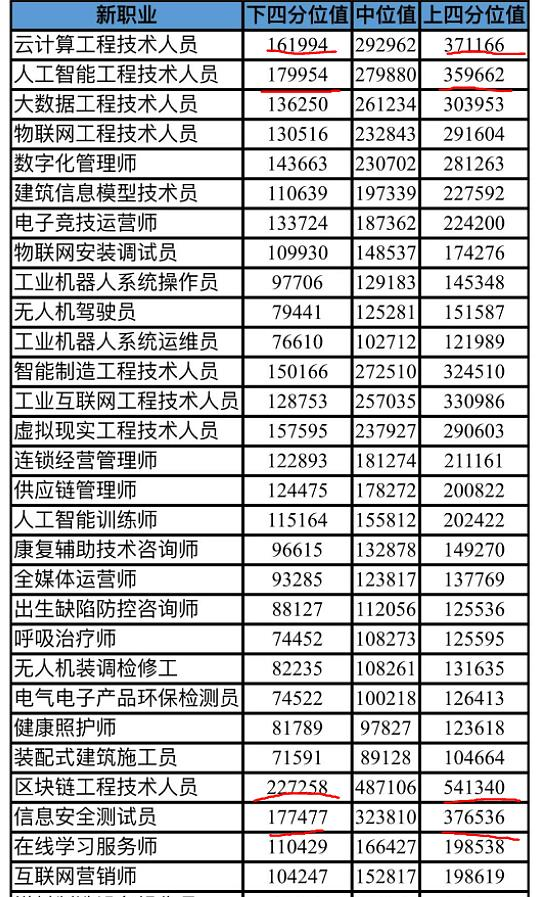 新职业 下四分位值 中位值 上四分位值
云计算工程技术人员 161994 292962 371166
人工智能工程技术人员 179954 279880 359662
大数据工程技术人员 136250 261234 303953
物联网工程技术人员 130516 232843 291604
数字化管理师 143663 230702 281263
建筑信息模型技术员 110639 197339 227592
电子竞技运营师 133724 187362 224200
物联网安装调试员 109930 148537 174276
工业机器人系统操作员 97706 129183 145348
无人机驾驶员 79441 125281 151587
工业机器人系统运维员 76610 102712 121989
智能制造工程技术人员 150166 272510 324510
工业互联网工程技术人员 128753 257035 330986
虚拟现实工程技术人员 157595 237927 290603
连锁经营管理师 122893 181274 211161
供应链管理师 124475 178272 200822
人工智能训练师 115164 155812 202422
康复辅助技术咨询师 96615 132878 149270
全媒体运营师 93285 123817 137769
出生缺陷防控咨询师 88127 112056 125536
呼吸治疗师 74452 108273 125595
无人机装调检修工 82235 108261 131635
电气电子产品环保检测员 74522 100218 126413
健康照护师 81789 97827 123618
装配式建筑施工员 71591 89128 104664
区块链工程技术人员 227258 487106 541340
信息安全测试员 177477 323810 376536
在线学习服务师 110429 166427 198538
互联网营销师 104247 152817 198619